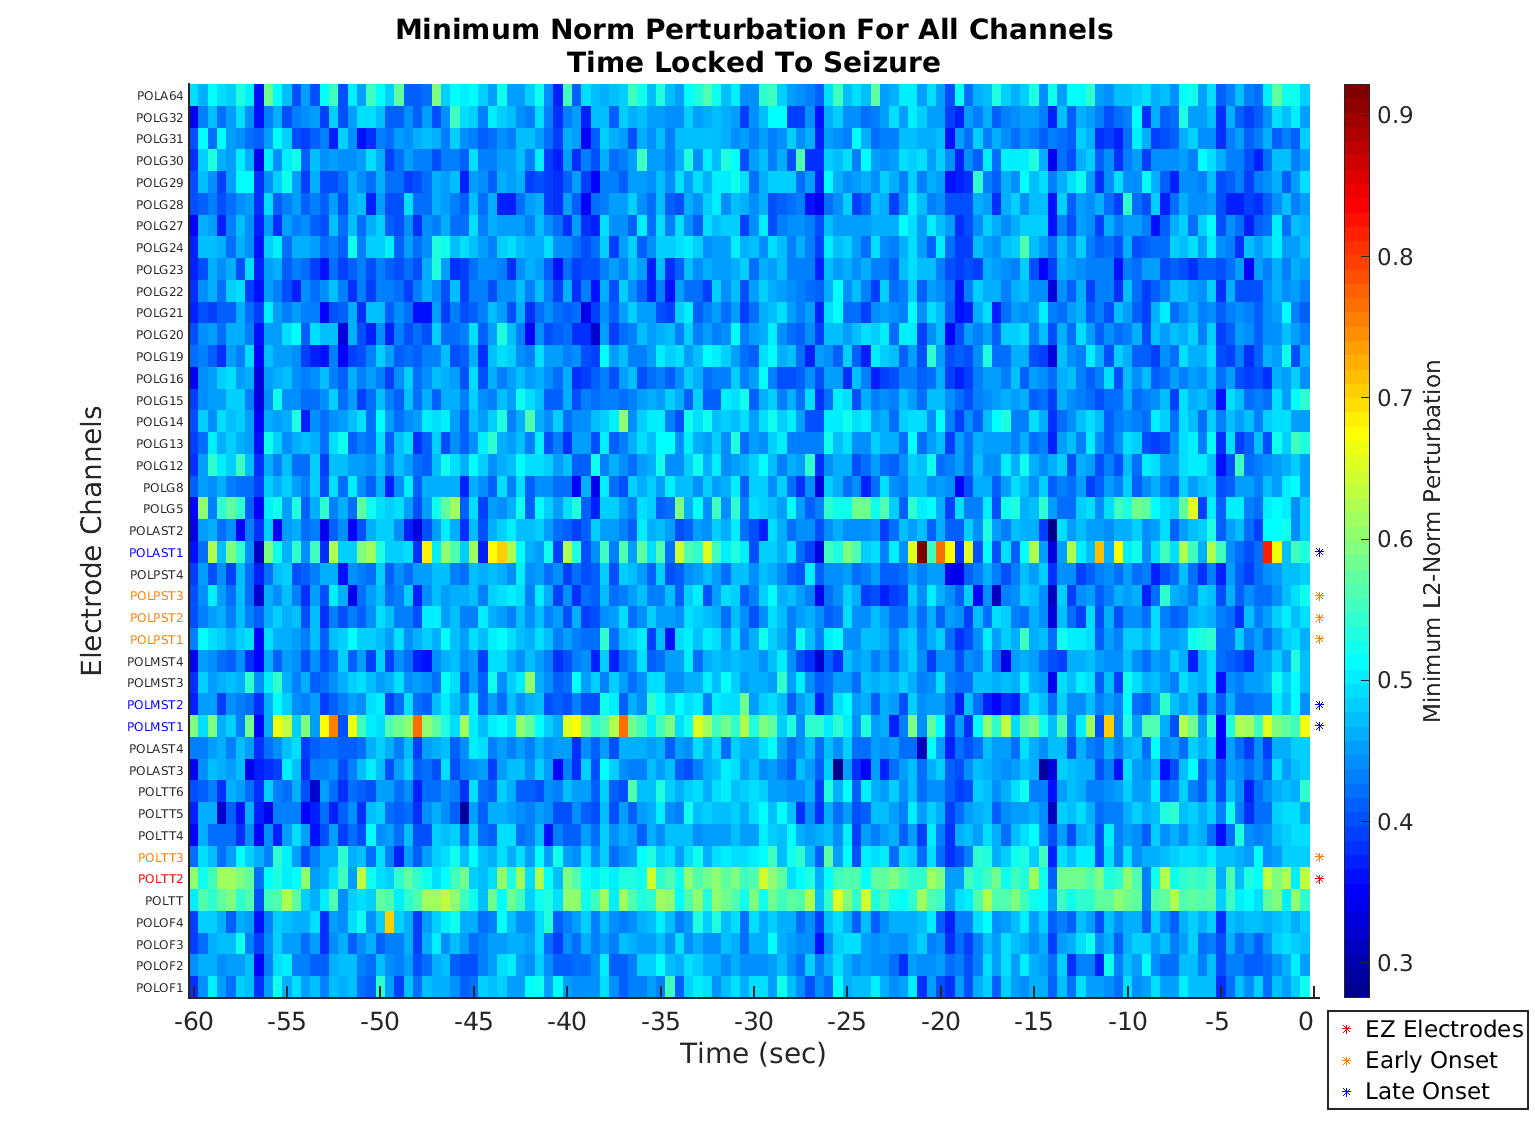 Minimum Norm Perturbation For All Channels
Time Locked To Seizure
Electrode Channels
POLA64
POLG32
POLG31
POLG30
POLG29
POLG28
POLG27
POLG24
POLG23
POLG22
POLG21
POLG20
POLG19
POLG16
POLG15
POLG14
POLG13
POLG12
POLG8
POLG5
POLAST2
POLAST1
POLPST4
POLPST3
POLPST2
POLPST1
POLMST4
POLMST3
POLMST2
POLMST1
POLAST4
POLAST3
POLTT6
POLTT5
POLTT4
POLTT3
POLTT2
POLTT
POLOF4
POLOF3
POLOF2
POLOF1
-60 -55 -50 -45 -40 -35 -30 -25 -20 -15 -10 -5 0
Time (sec)
0.9
0.8
0.7
0.6
0.5
0.4
0.3
Minimum L2-Norm Perturbation
EZ Electrodes
Early Onset
Late Onset